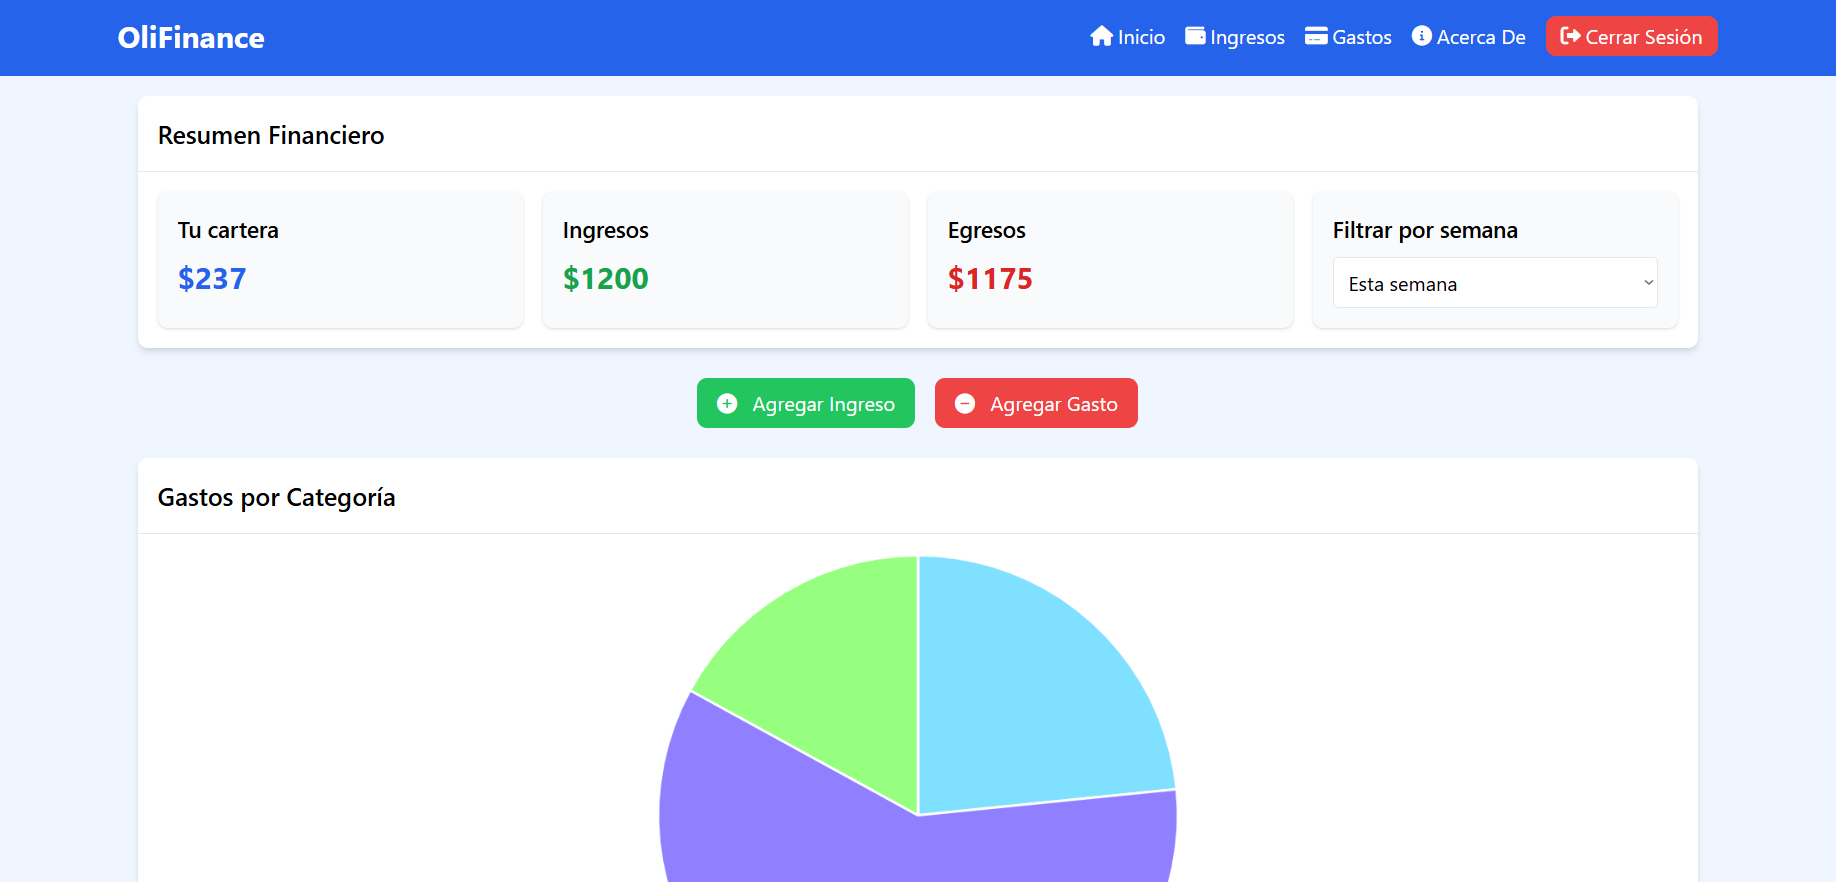 OliFinance
Inicio
Ingresos
Gastos
Acerca De
Cerrar Sesión
Resumen Financiero
Tu cartera
$237
Ingresos
$1200
Egresos
$1175
Filtrar por semana
Esta semana
Agregar Ingreso
Agregar Gasto
Gastos por Categoría